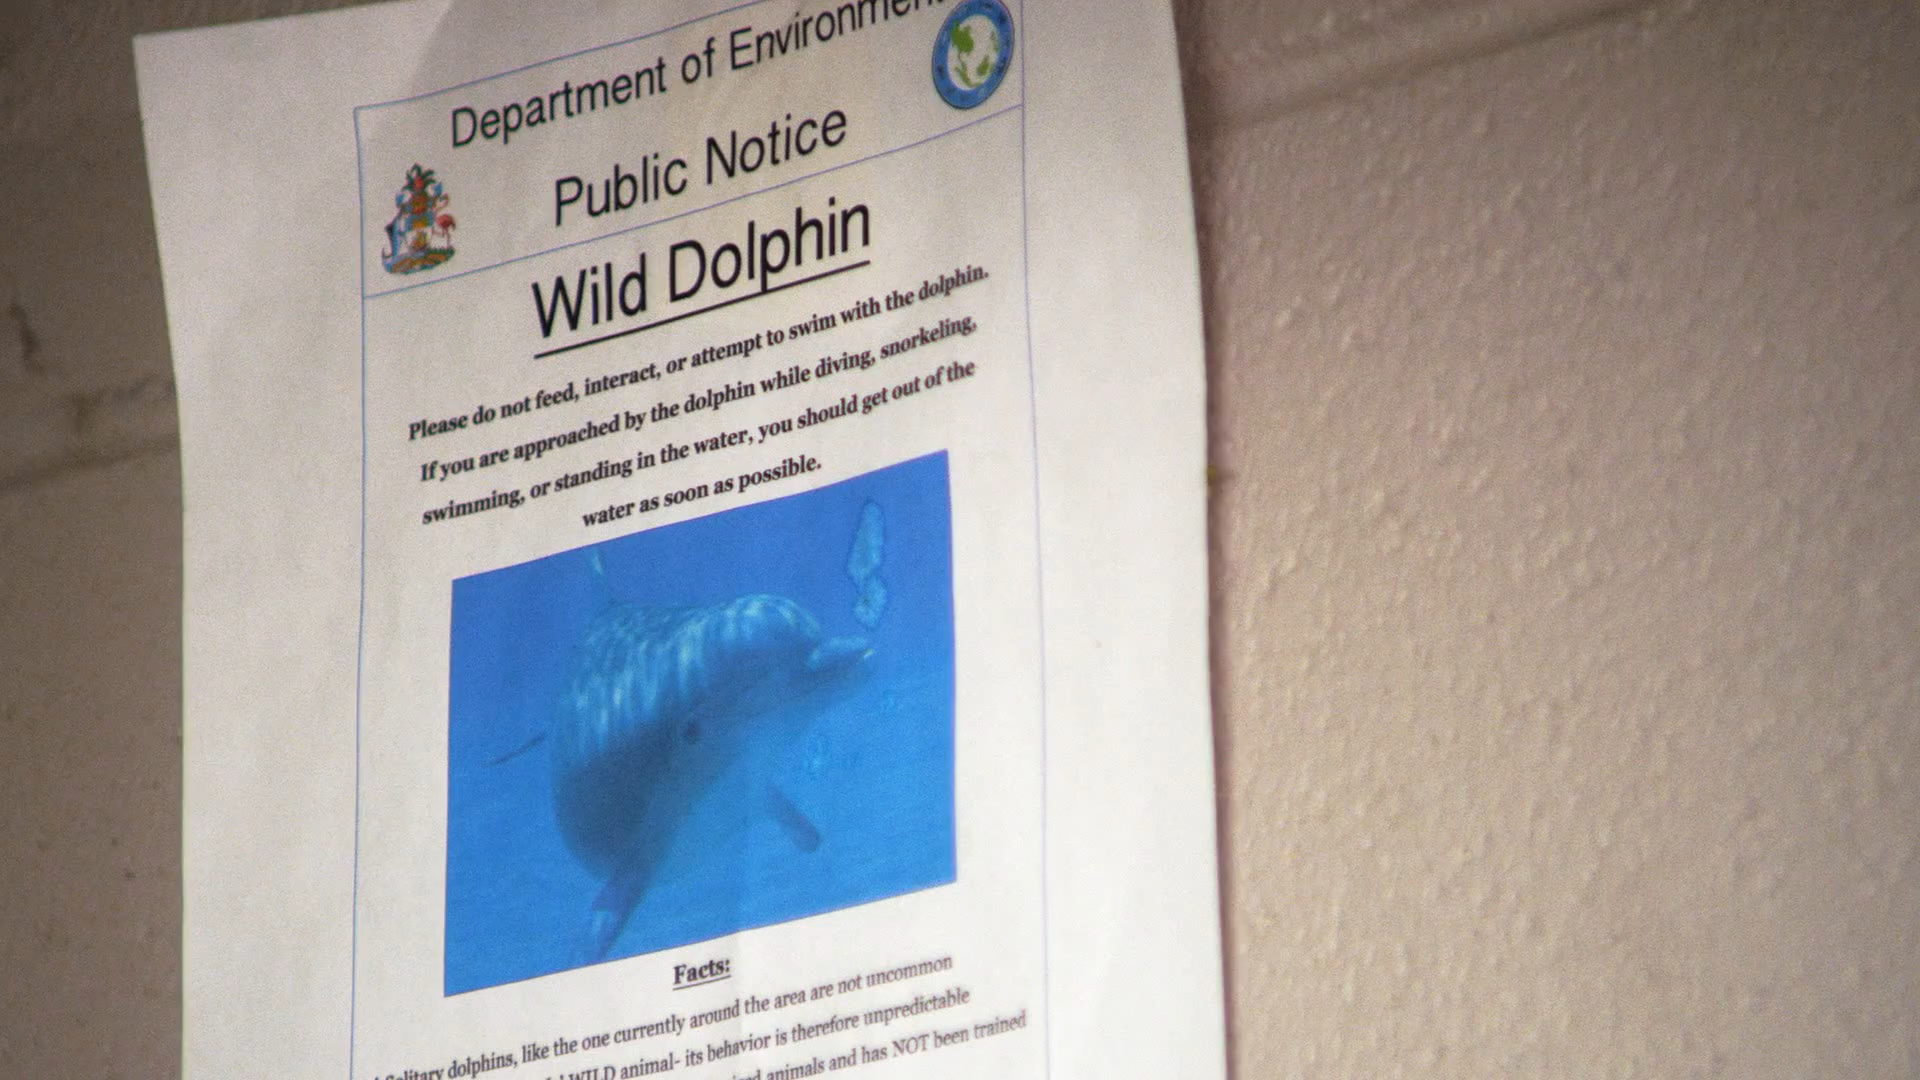 Department of Environment
Public Notice
Wild Dolphin
Please do not feed, interact, or attempt to swim with the dolphin.
If you are approached by the dolphin while diving, snorkeling,
swimming, or standing in the water, you should get out of the
water as soon as possible.
Facts:
Solitary dolphins, like the one currently around the area are not uncommon
WILD animal- its behavior is therefore unpredictable
animals and has NOT been trained